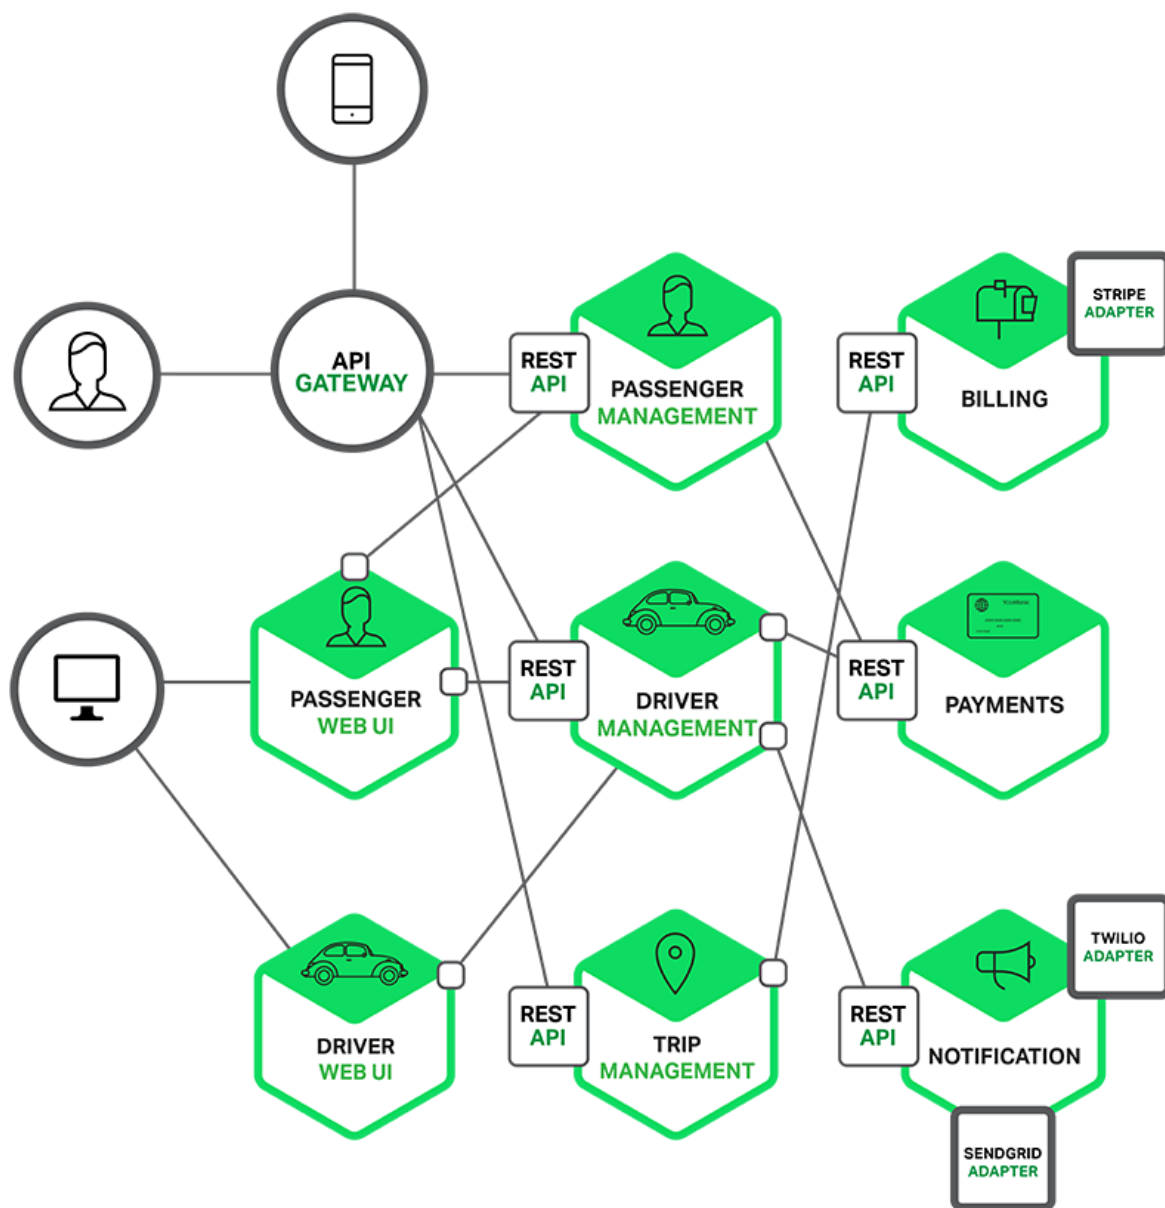 API
GATEWAY
REST
API
PASSENGER
MANAGEMENT
REST
API
BILLING
STRIPE
ADAPTER
PASSENGER
WEB UI
REST
API
DRIVER
MANAGEMENT
REST
API
PAYMENTS
DRIVER
WEB UI
REST
API
TRIP
MANAGEMENT
REST
API
NOTIFICATION
TWILIO
ADAPTER
SENDGRID
ADAPTER